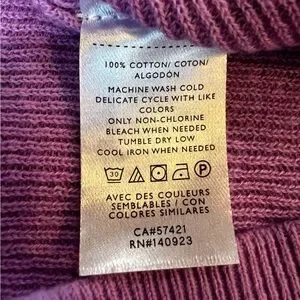 100% COTTON/ COTON/
ALGODÓN
MACHINE WASH COLD
DELICATE CYCLE WITH LIKE
COLORS
ONLY NON-CHLORINE
BLEACH WHEN NEEDED
TUMBLE DRY LOW
COOL IRON WHEN NEEDED
30 P
AVEC DES COULEURS
SEMBLABLES / CON
COLORES SIMILARES
CA#57421
RN#140923